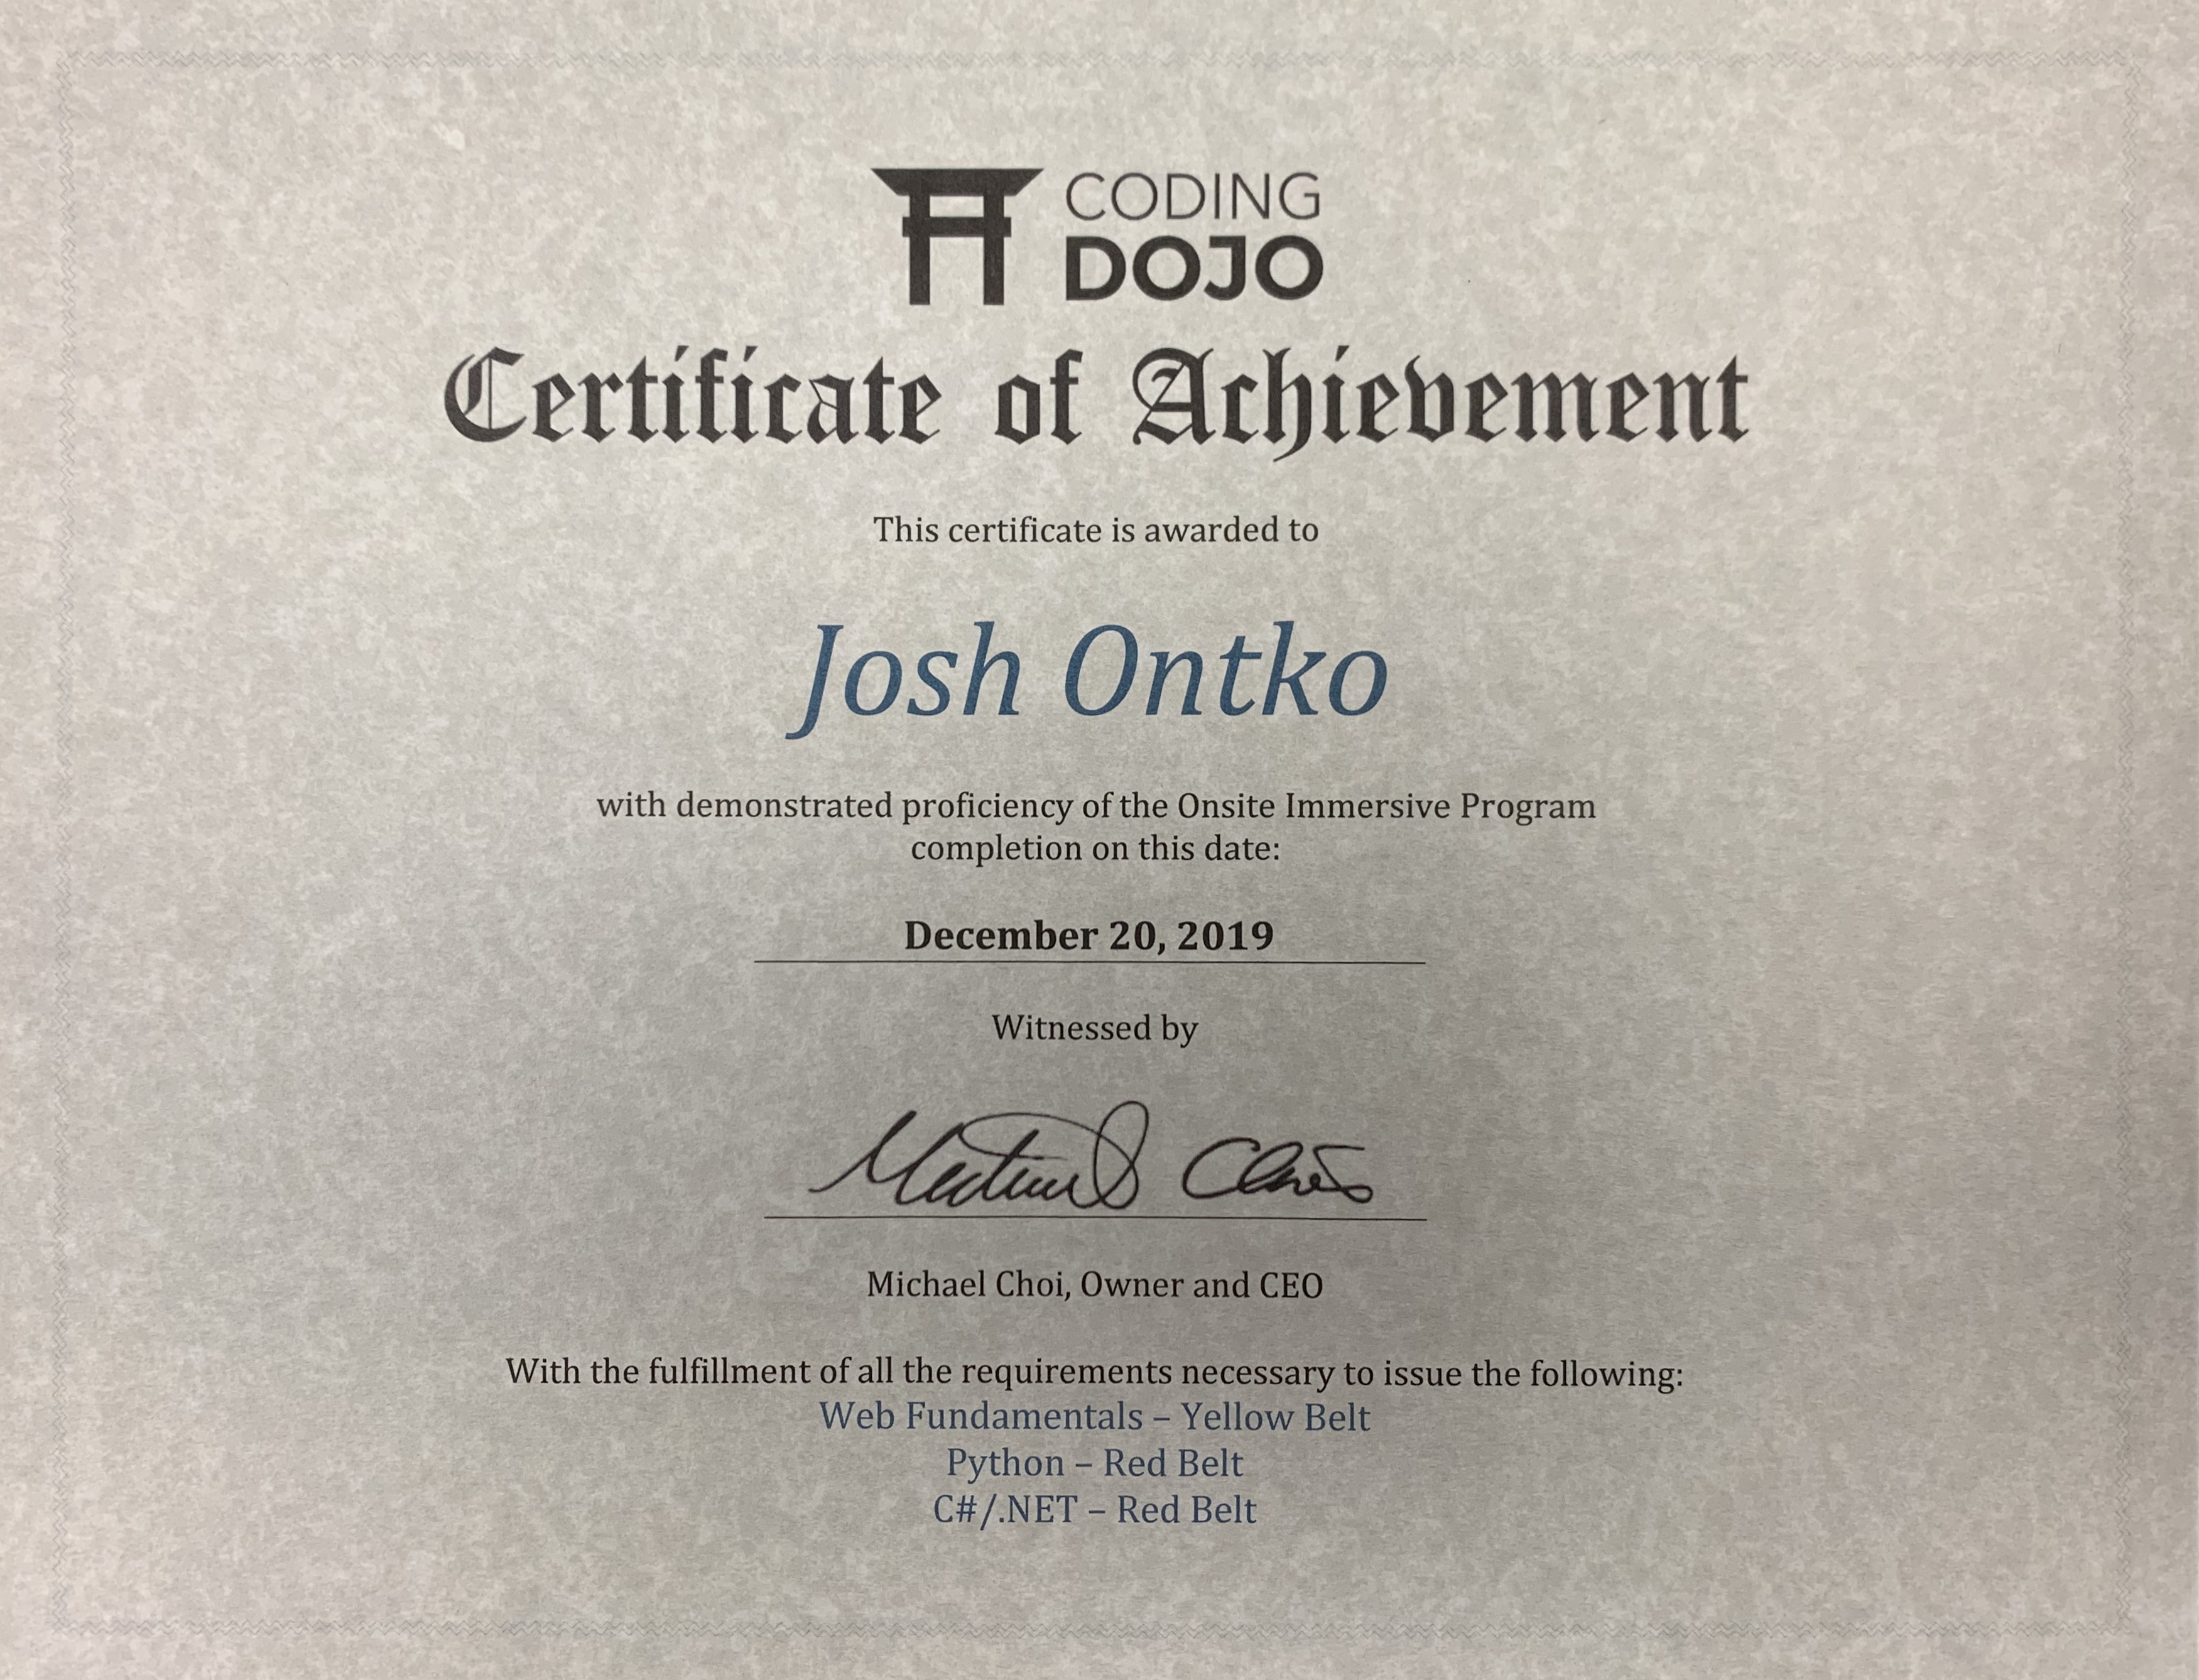 CODING
DOJO
Certificate of Achievement
This certificate is awarded to
Josh Ontko
with demonstrated proficiency of the Onsite Immersive Program
completion on this date:
December 20, 2019
Witnessed by
Michael Choi, Owner and CEO
With the fulfillment of all the requirements necessary to issue the following:
Web Fundamentals – Yellow Belt
Python – Red Belt
C#/.NET – Red Belt